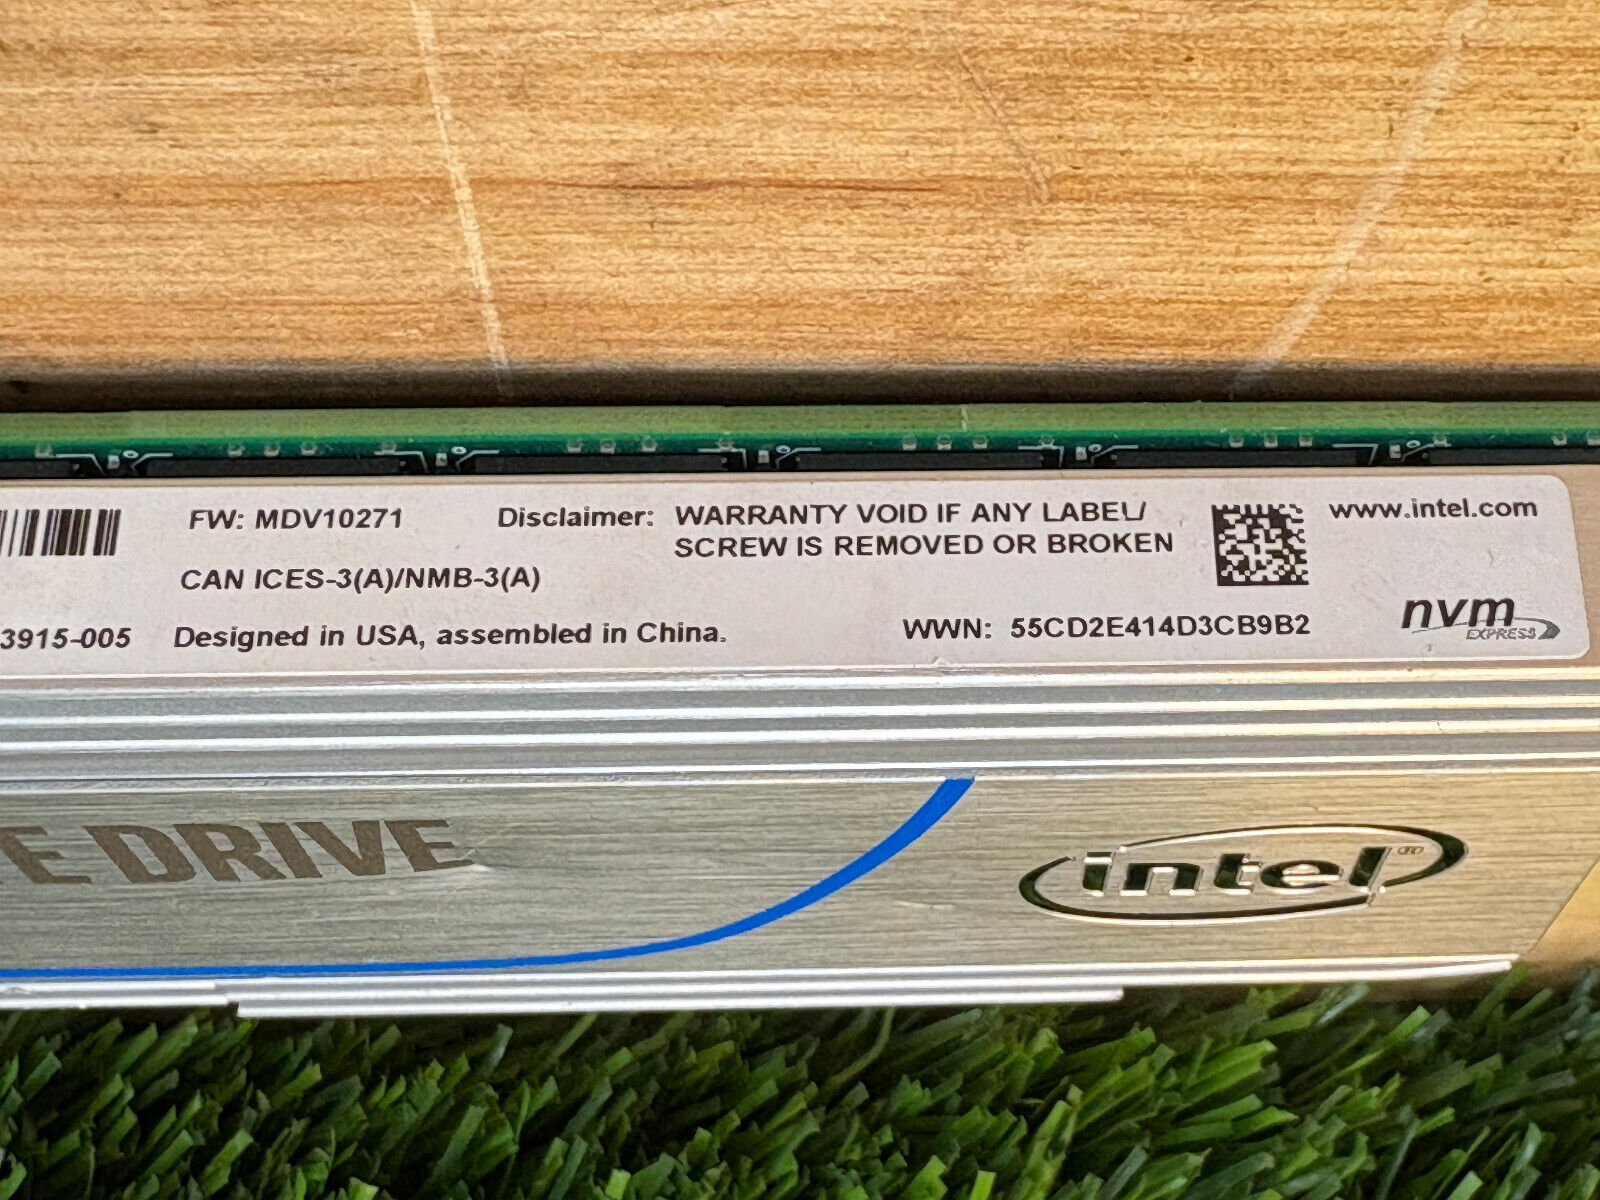 FW: MDV10271
Disclaimer: WARRANTY VOID IF ANY LABEL/
SCREW IS REMOVED OR BROKEN
www.intel.com
CAN ICES-3(A)/NMB-3(A)
3915-005
Designed in USA, assembled in China.
WWN: 55CD2E414D3CB9B2
nvm
EXPRESS
E DRIVE
intel®